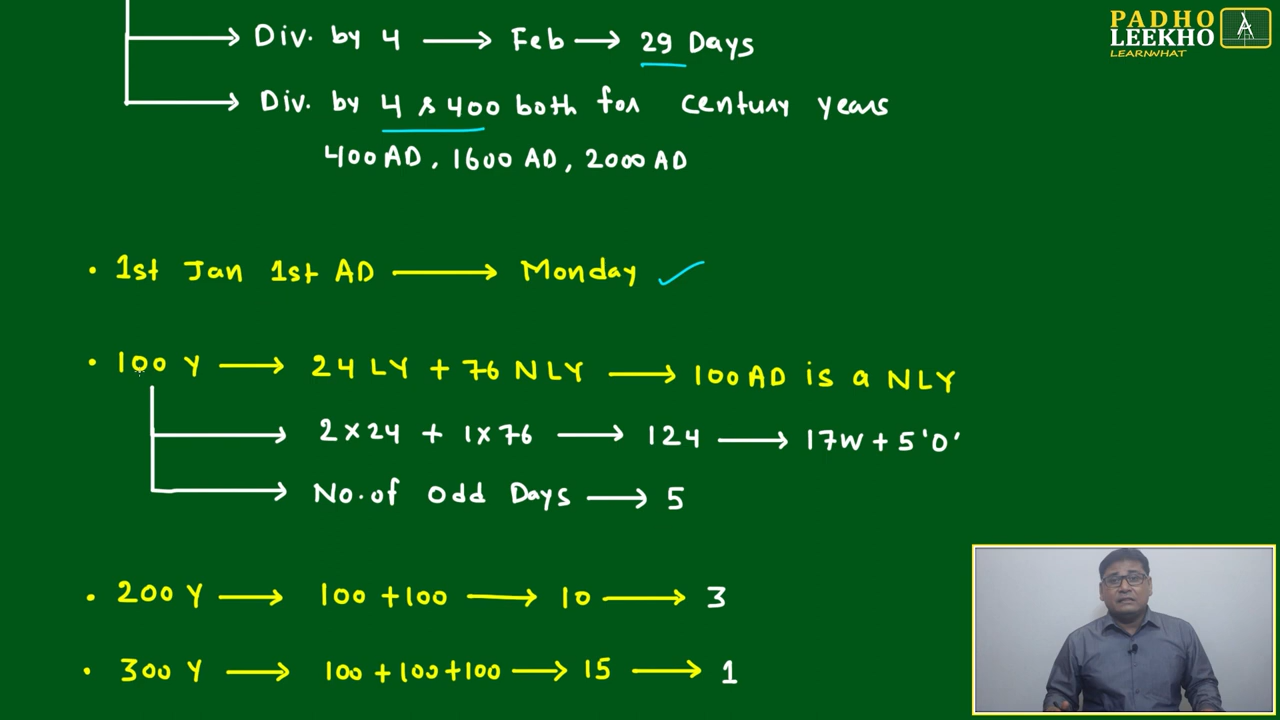 PADHO
LEEKHO
LEARNWHAT
Div. by 4 → Feb → 29 Days
Div. by 4 & 400 both for century years
400 AD, 1600 AD, 2000 AD
• 1st Jan 1st AD → Monday ✓
• 100 Y → 24 LY + 76 NLY → 100 AD is a NLY
2×24 + 1×76 → 124 → 17W + 5'0'
No. of Odd Days → 5
• 200 Y → 100 + 100 → 10 → 3
• 300 Y → 100 + 100 + 100 → 15 → 1